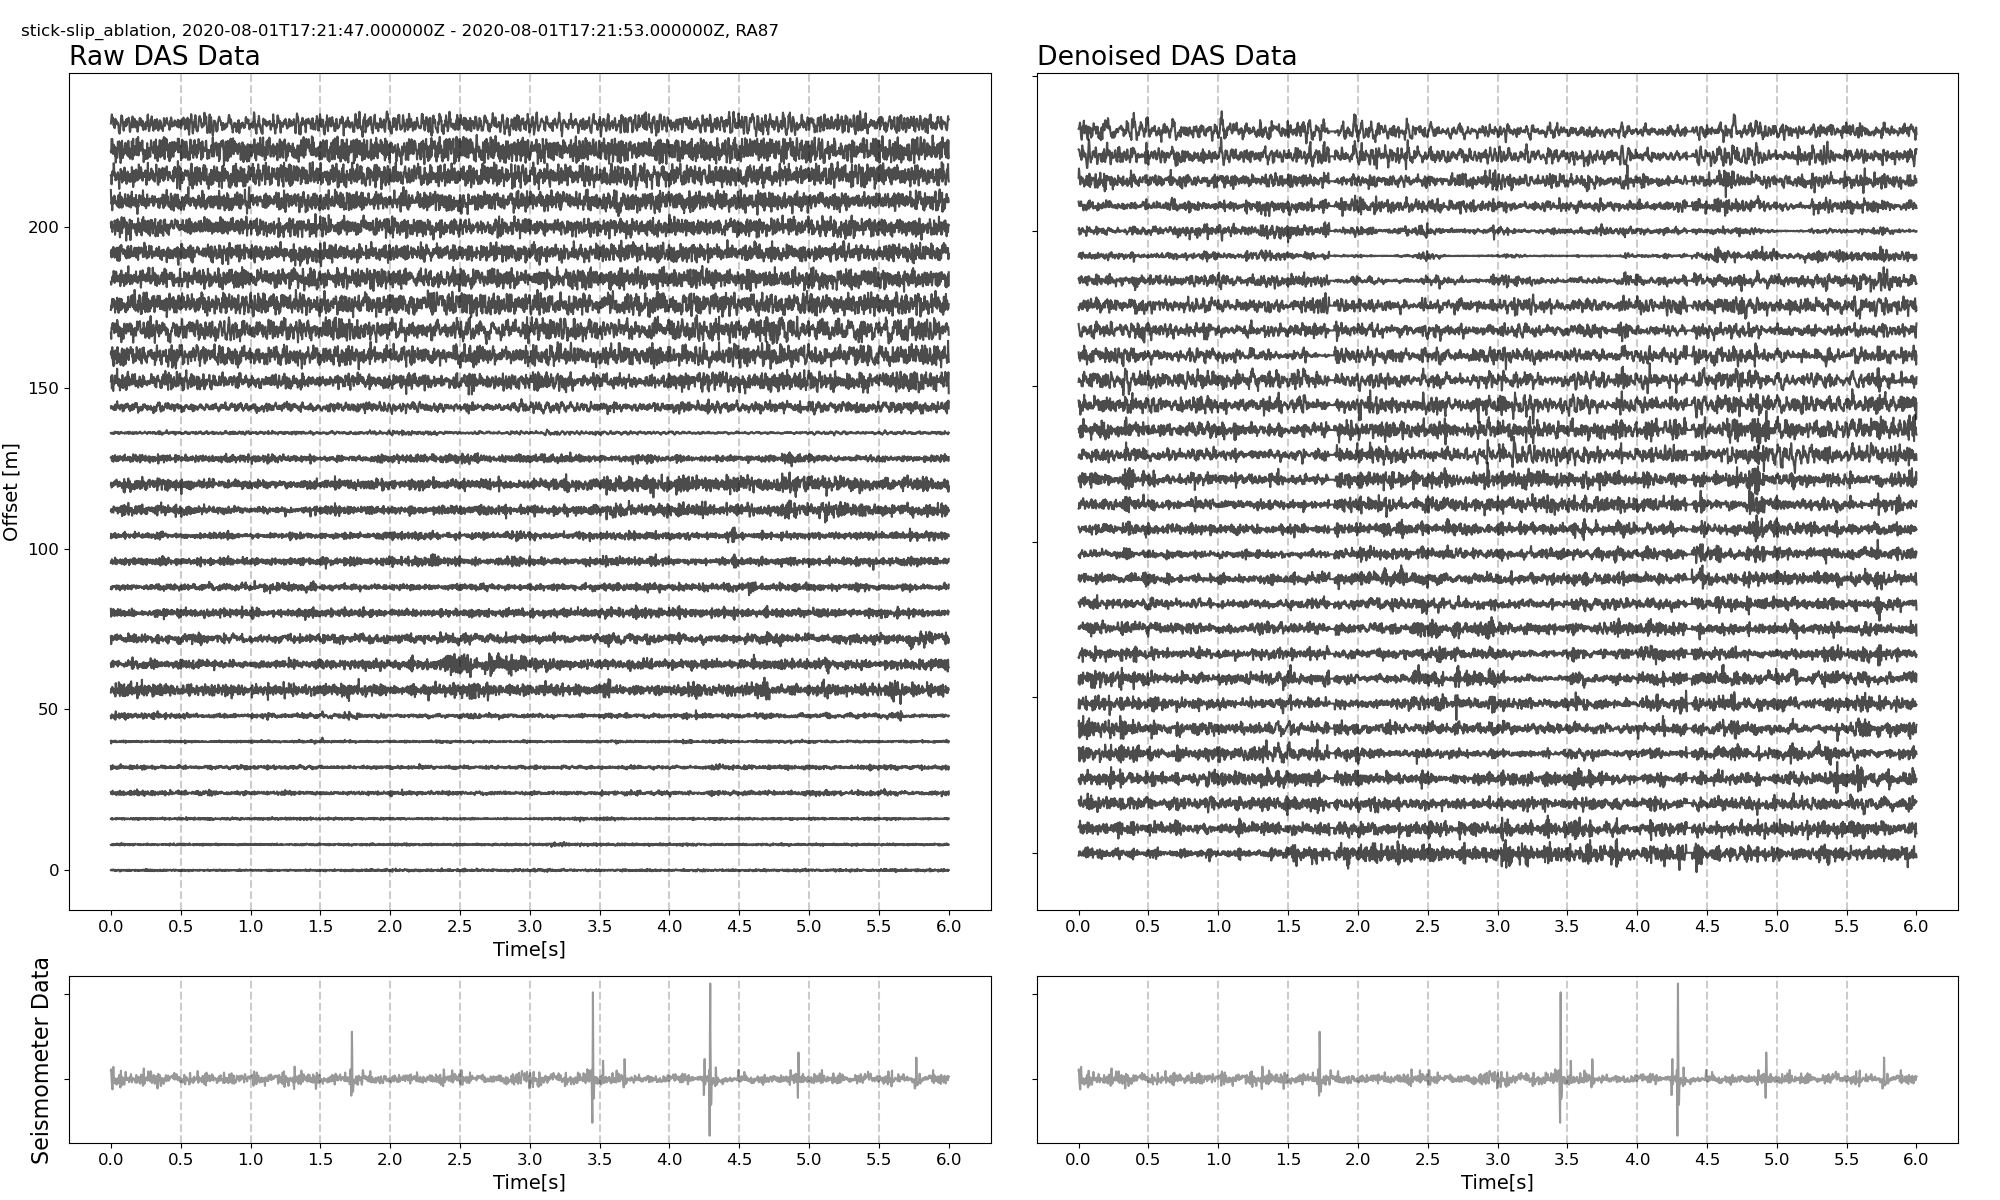 stick-slip_ablation, 2020-08-01T17:21:47.000000Z - 2020-08-01T17:21:53.000000Z, RA87
Raw DAS Data
Denoised DAS Data
Offset [m]
200
150
100
50
0
0.0 0.5 1.0 1.5 2.0 2.5 3.0 3.5 4.0 4.5 5.0 5.5 6.0
Time[s]
0.0 0.5 1.0 1.5 2.0 2.5 3.0 3.5 4.0 4.5 5.0 5.5 6.0
Seismometer Data
0.0 0.5 1.0 1.5 2.0 2.5 3.0 3.5 4.0 4.5 5.0 5.5 6.0
Time[s]
0.0 0.5 1.0 1.5 2.0 2.5 3.0 3.5 4.0 4.5 5.0 5.5 6.0
Time[s]